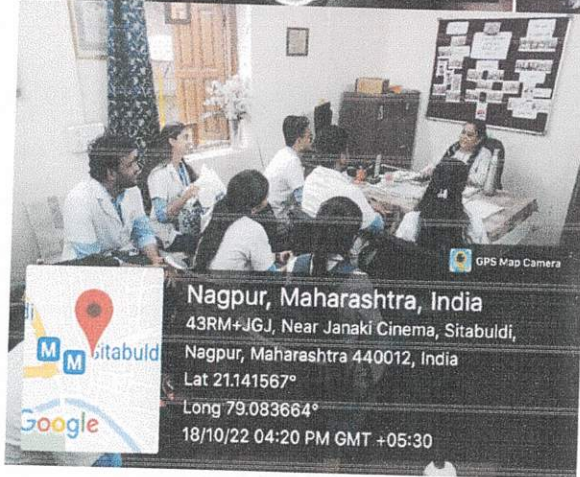 GPS Map Camera
Nagpur, Maharashtra, India
43RM+JGJ, Near Janaki Cinema, Sitabuldi,
Nagpur, Maharashtra 440012, India
Lat 21.141567°
Long 79.083664°
18/10/22 04:20 PM GMT +05:30
M
M
itabuld
Google